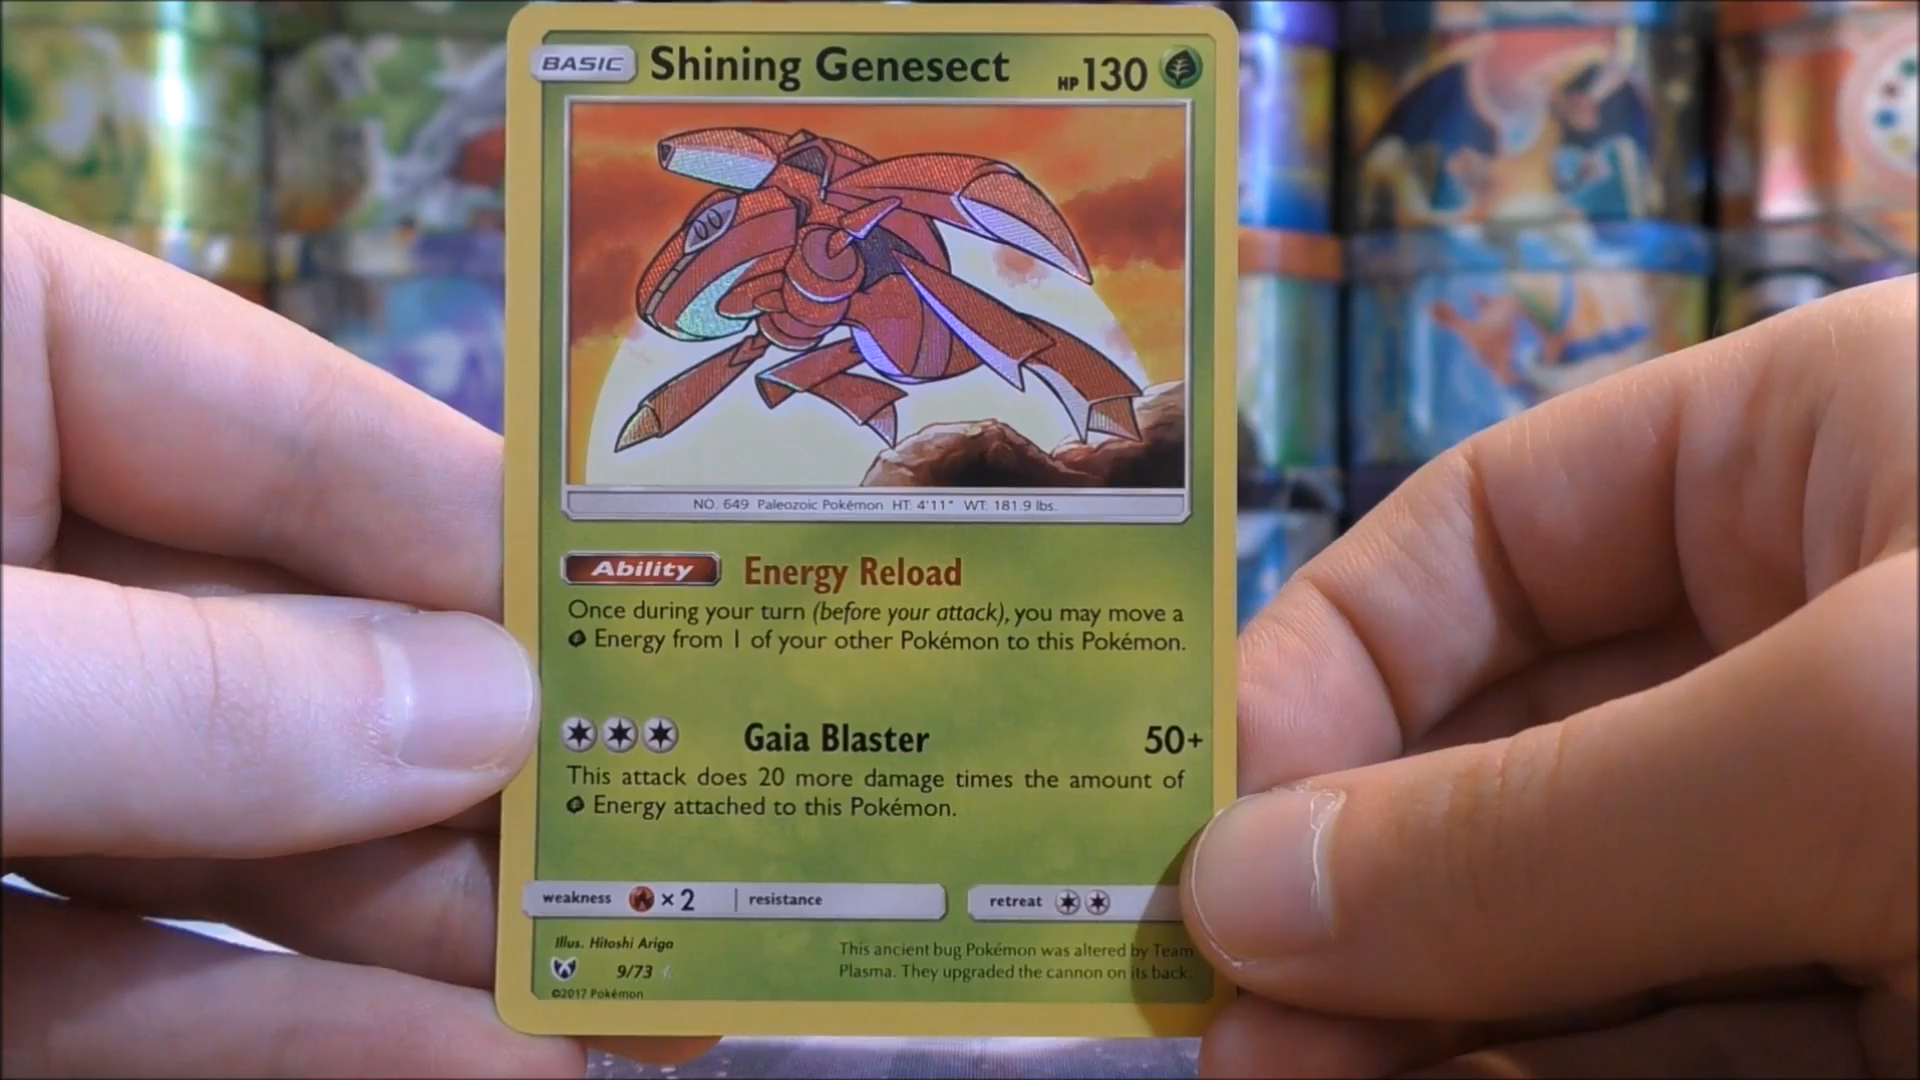 BASIC Shining Genesect HP 130
NO. 649 Paleozoic Pokémon HT: 4'11" WT: 181.9 lbs.
Ability Energy Reload
Once during your turn (before your attack), you may move a
Energy from 1 of your other Pokémon to this Pokémon.
Gaia Blaster 50+
This attack does 20 more damage times the amount of
Energy attached to this Pokémon.
weakness ×2 resistance retreat
Illus. Hitoshi Ariga
9/73
©2017 Pokémon
This ancient bug Pokémon was altered by Team
Plasma. They upgraded the cannon on its back.